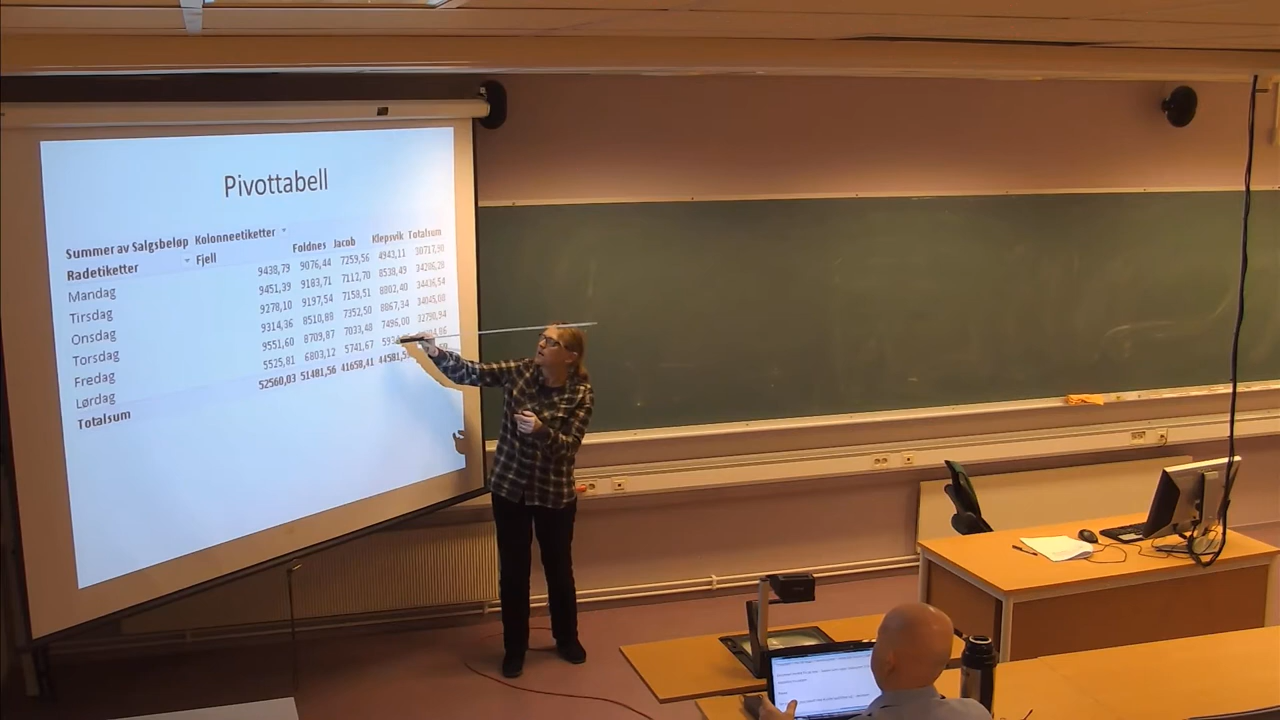 Pivottabell
Summer av Salgsbeløp Kolonneetiketter
Radetiketter Fjell Foldnes Jacob Klepsvik Totalsum
Mandag 9438,79 9076,44 7259,56 4943,11 30717,90
Tirsdag 9451,39 9183,71 7112,70 8538,49 34286,28
Onsdag 9278,10 9197,54 7158,51 8802,40 34436,54
Torsdag 9314,36 8510,88 7352,50 8867,34 34045,08
Fredag 9551,60 8709,87 7033,48 7496,00 32790,94
Lørdag 5525,81 6803,12 5741,67
Totalsum 52560,03 51481,56 41658,41